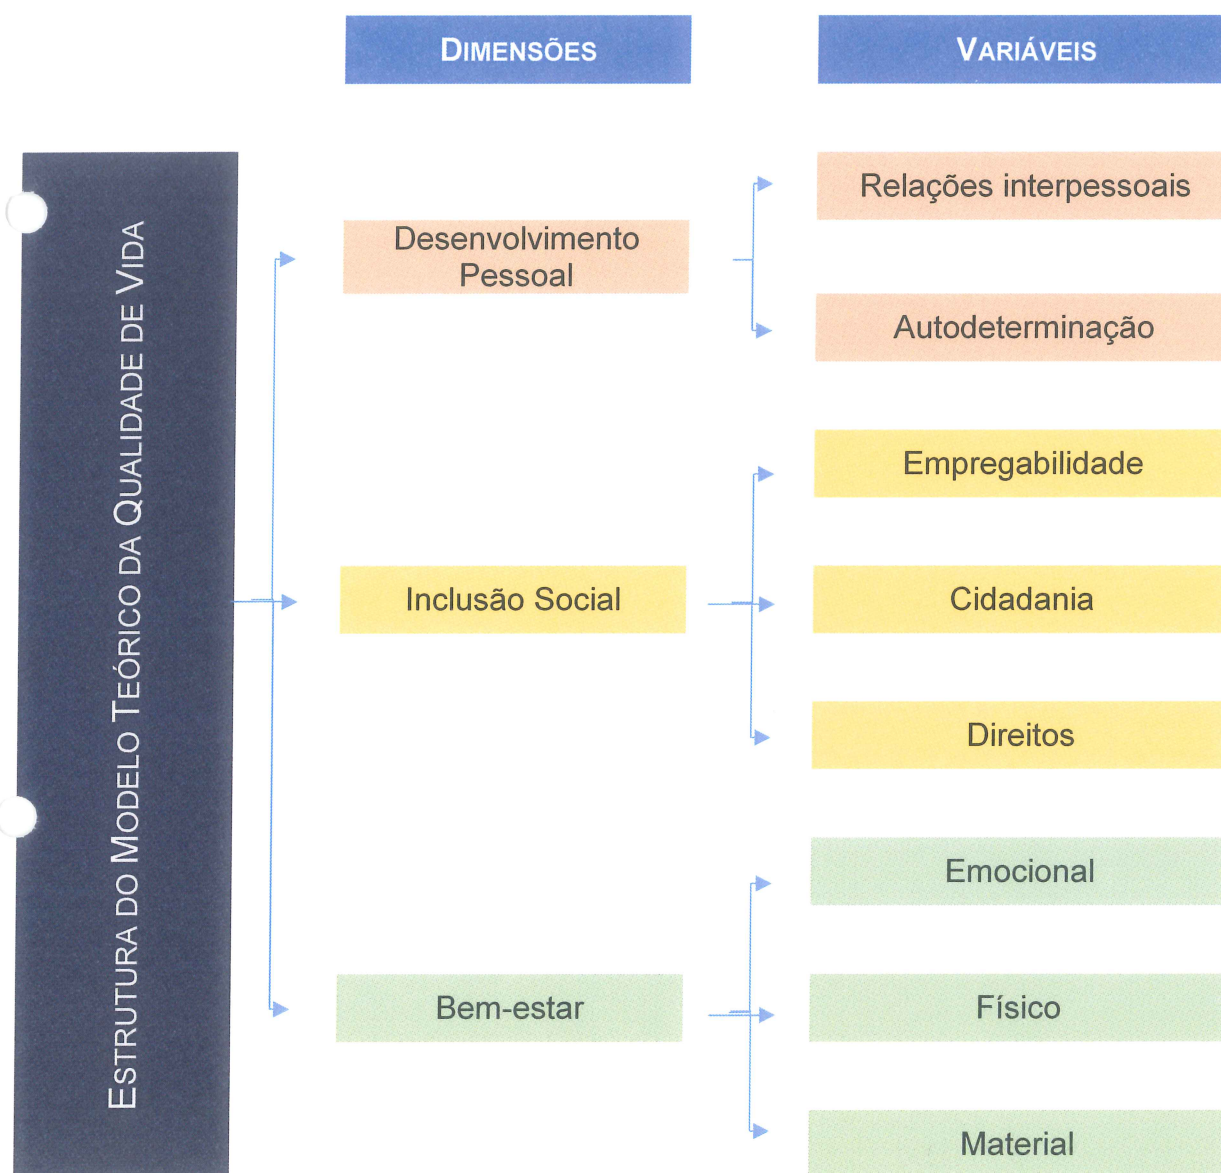 DIMENSÕES
VARIÁVEIS
ESTRUTURA DO MODELO TEÓRICO DA QUALIDADE DE VIDA
Desenvolvimento
Pessoal
Relações interpessoais
Autodeterminação
Inclusão Social
Empregabilidade
Cidadania
Direitos
Bem-estar
Emocional
Físico
Material